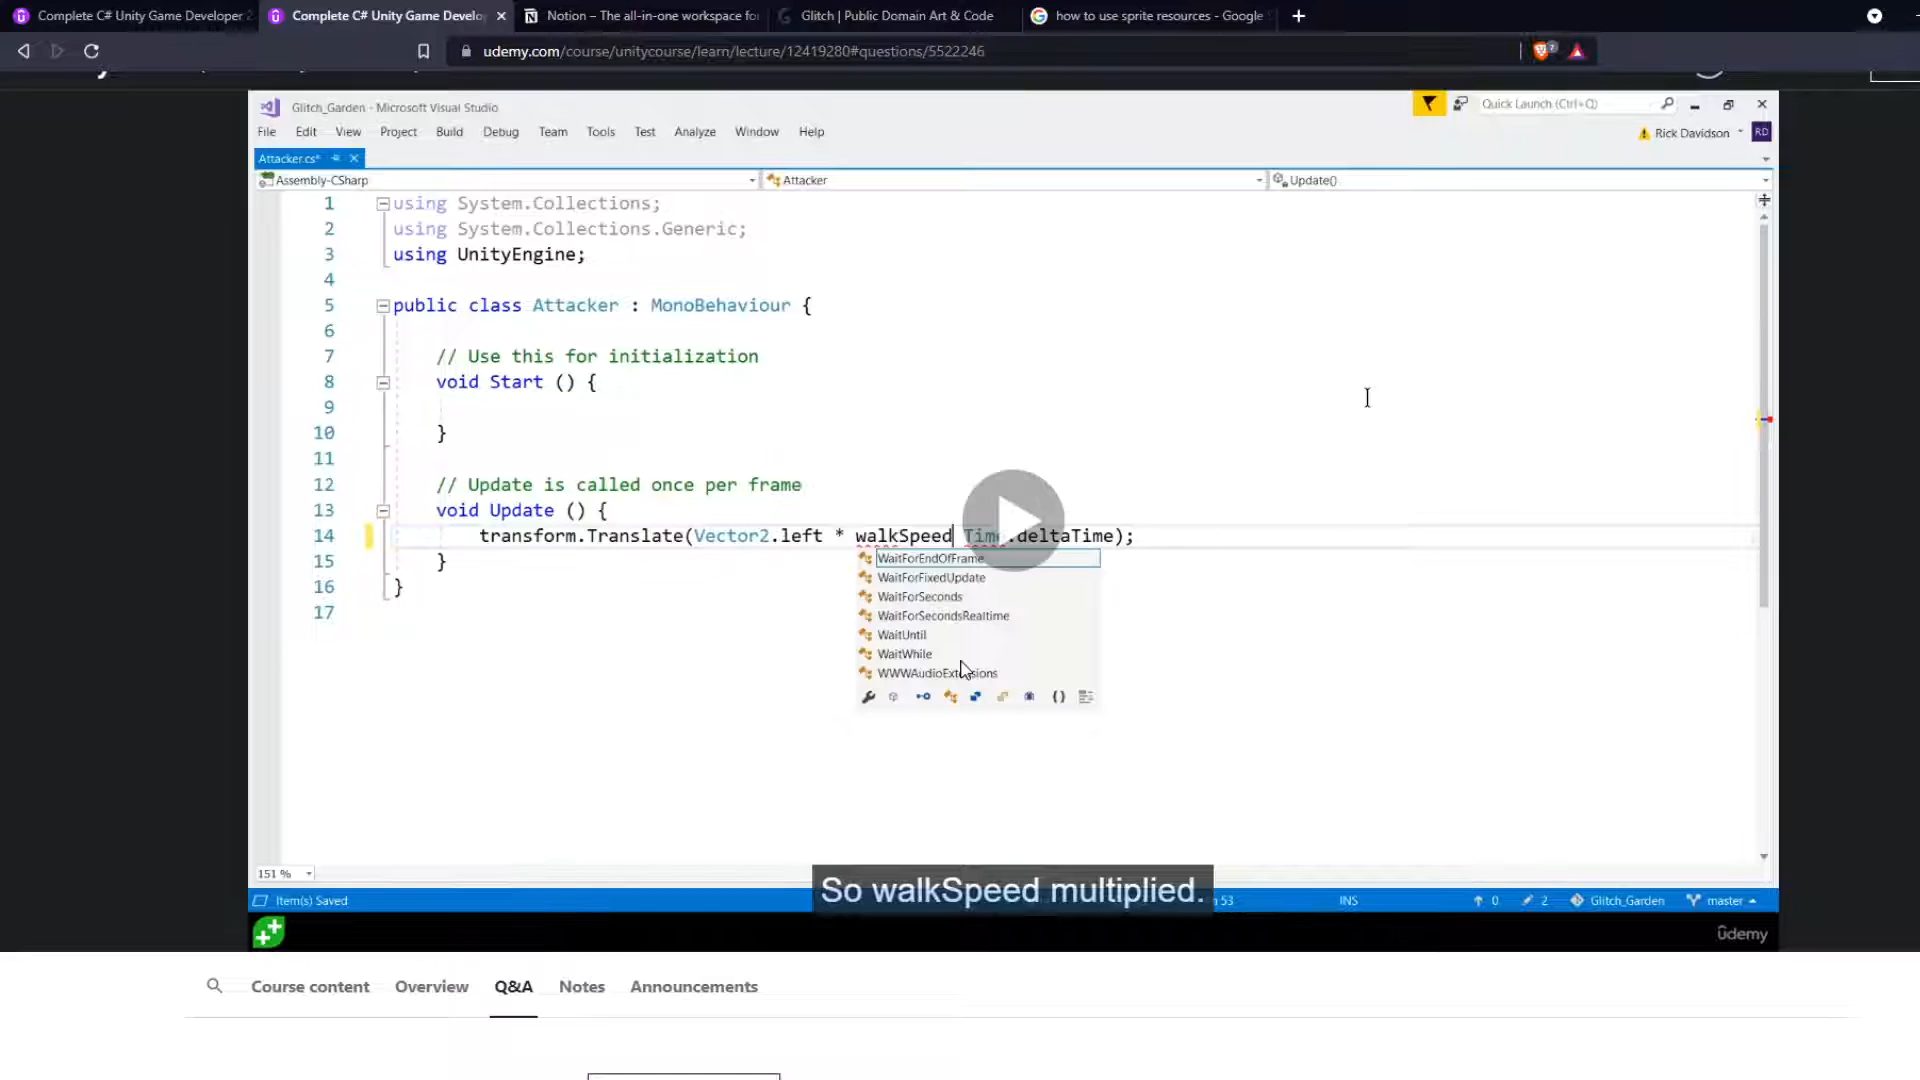 Complete C# Unity Game Developer 2
Complete C# Unity Game Develo
Notion – The all-in-one workspace fo
Glitch | Public Domain Art & Code
how to use sprite resources - Google
udemy.com/course/unitycourse/learn/lecture/12419280#questions/5522246
Glitch_Garden - Microsoft Visual Studio
Quick Launch (Ctrl+Q)
File Edit View Project Build Debug Team Tools Test Analyze Window Help
Rick Davidson RD
Attacker.cs*
Assembly-CSharp Attacker Update()
1 using System.Collections;
2 using System.Collections.Generic;
3 using UnityEngine;
4
5 public class Attacker : MonoBehaviour {
6
7 // Use this for initialization
8 void Start () {
9
10 }
11
12 // Update is called once per frame
13 void Update () {
14 transform.Translate(Vector2.left * walkSpeed Time.deltaTime);
15 }
16 }
17
WaitForEndOfFrame
WaitForFixedUpdate
WaitForSeconds
WaitForSecondsRealtime
WaitUntil
WaitWhile
WWWAudioExtensions
151 %
So walkSpeed multiplied.
Item(s) Saved
53 INS 0 2 Glitch_Garden master
udemy
Course content Overview Q&A Notes Announcements